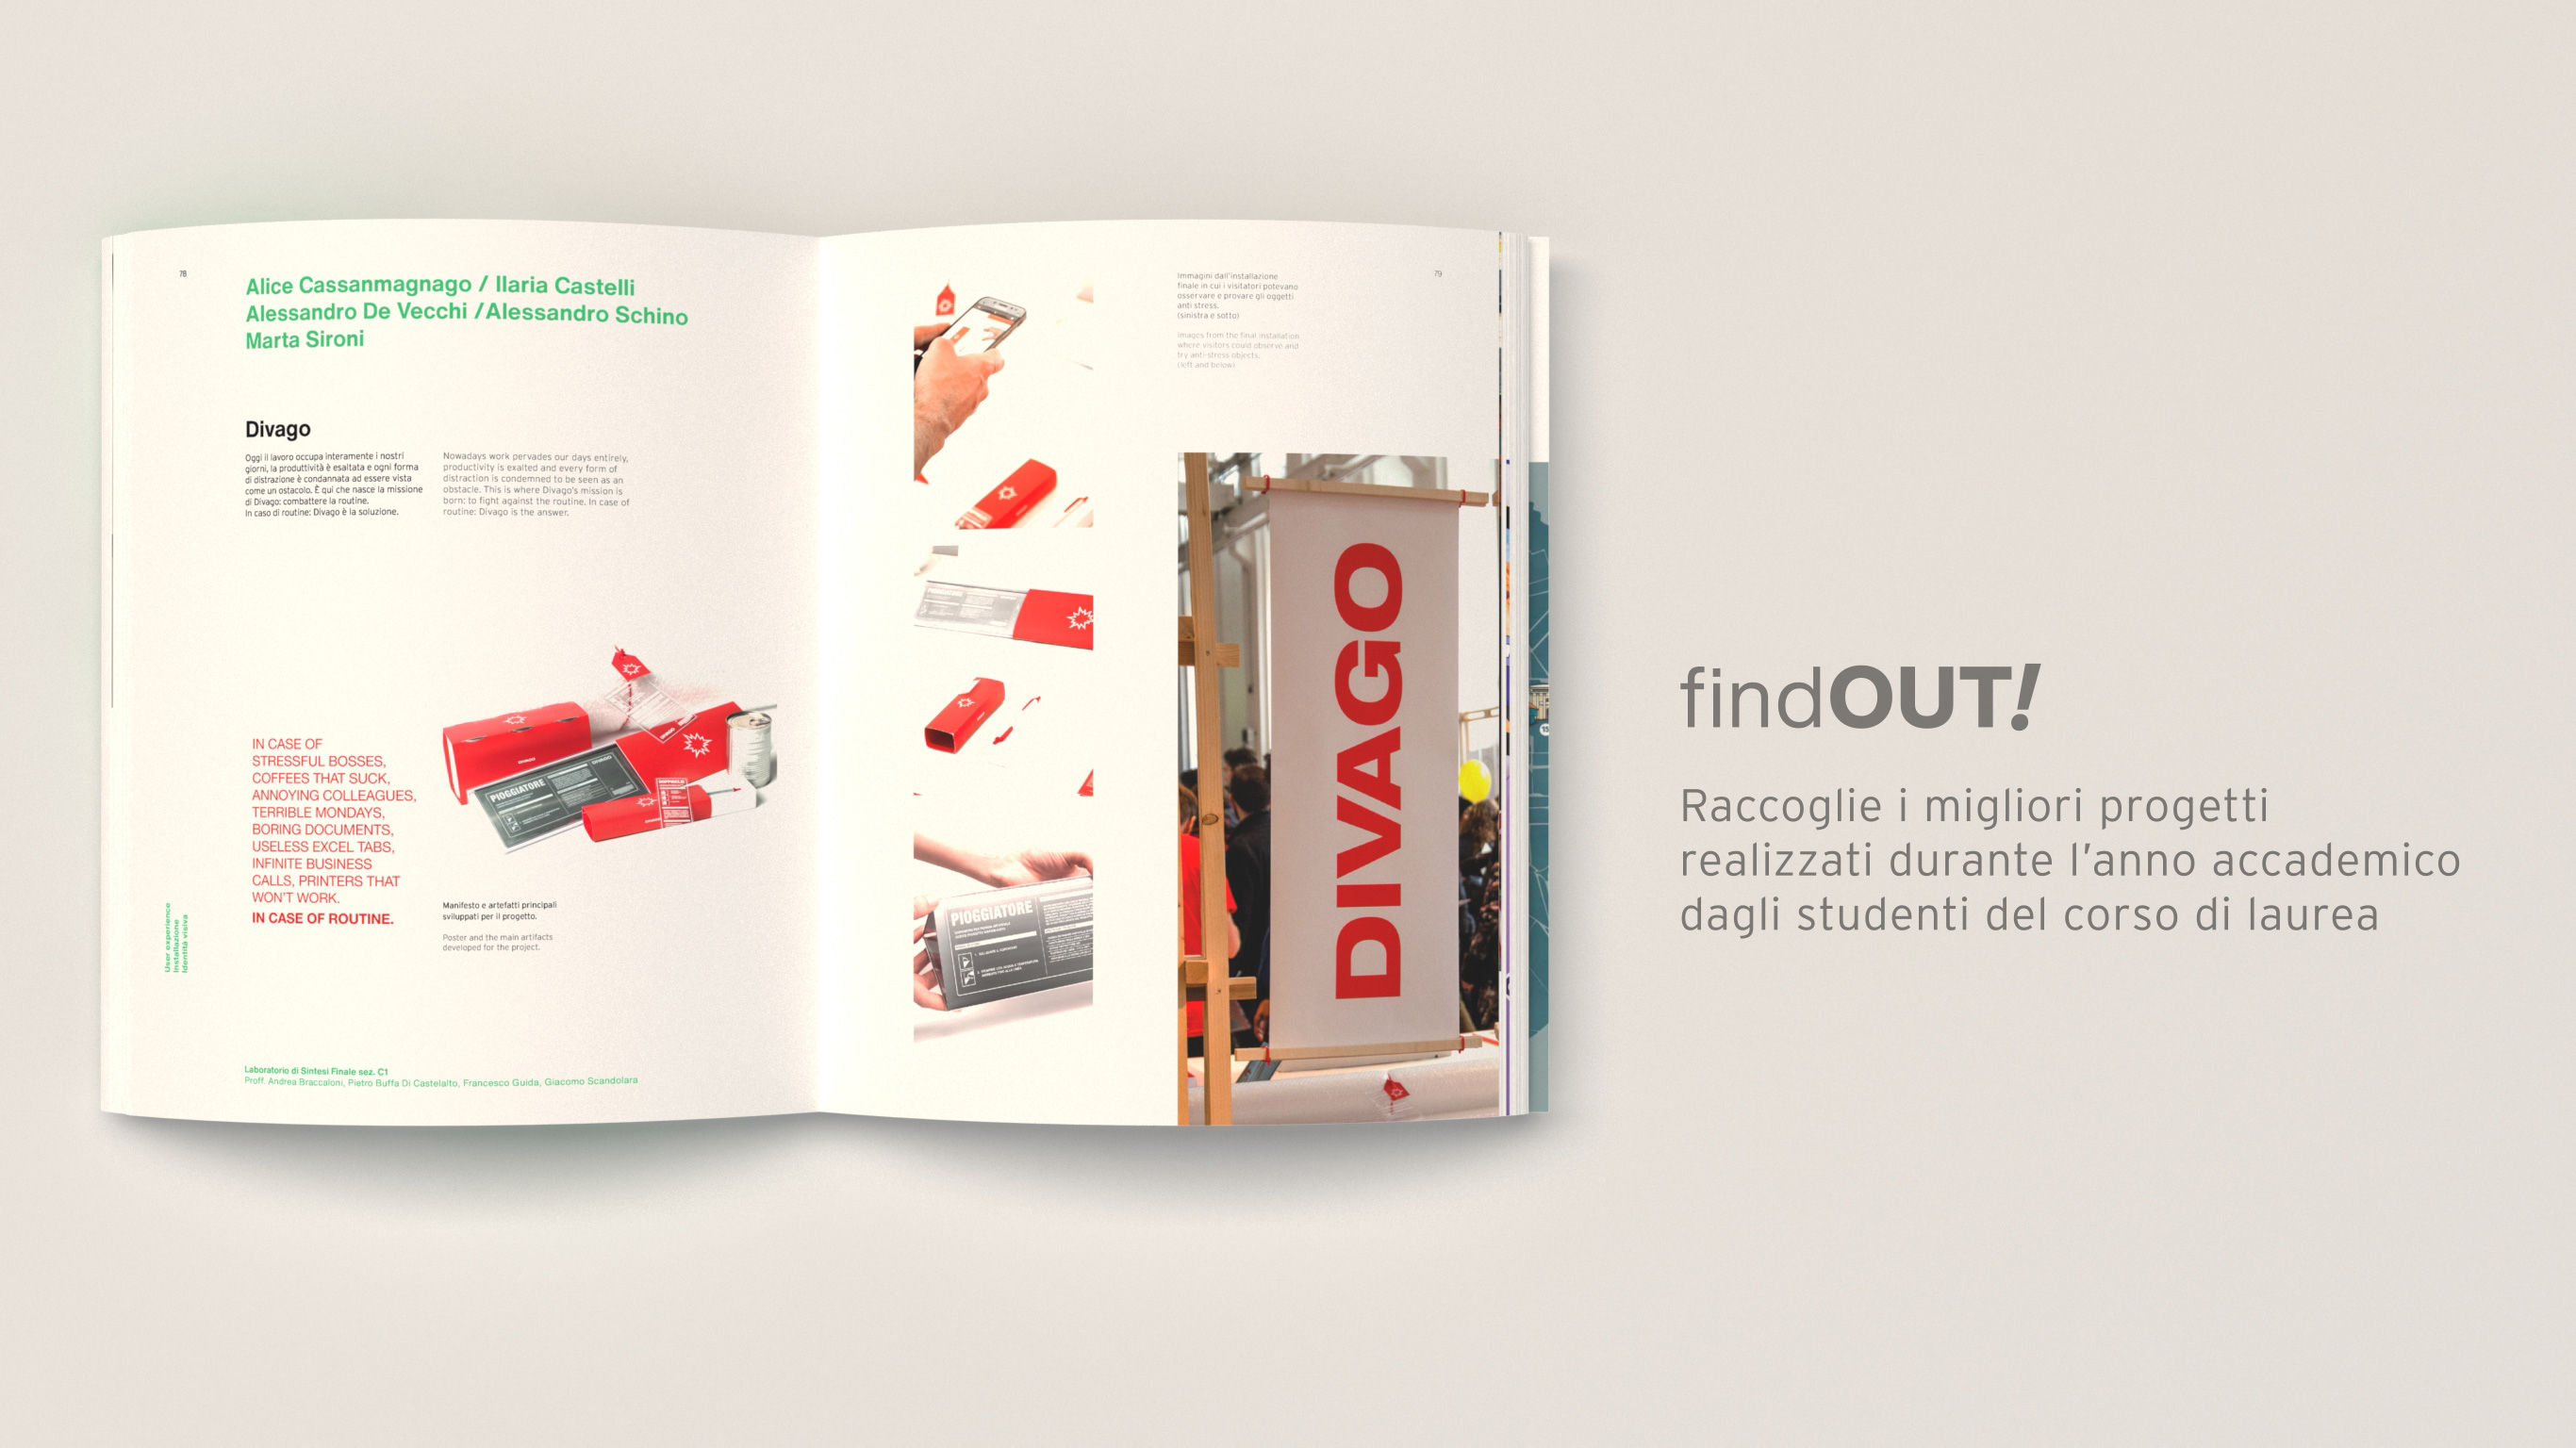 78
Alice Cassanmagnago / Ilaria Castelli
Alessandro De Vecchi / Alessandro Schino
Marta Sironi
Divago
Oggi il lavoro occupa interamente i nostri
giorni, la produttività è esaltata e ogni forma
di distrazione è condannata ad essere vista
come un ostacolo. È qui che nasce la missione
di Divago: combattere la routine.
In caso di routine: Divago è la soluzione.
Nowadays work pervades our days entirely,
productivity is exalted and every form of
distraction is condemned to be seen as an
obstacle. This is where Divago's mission is
born: to fight against the routine. In case of
routine: Divago is the answer.
IN CASE OF
STRESSFUL BOSSES,
COFFEES THAT SUCK,
ANNOYING COLLEAGUES,
TERRIBLE MONDAYS,
BORING DOCUMENTS,
USELESS EXCEL TABS,
INFINITE BUSINESS
CALLS, PRINTERS THAT
WON'T WORK.
IN CASE OF ROUTINE.
PIOGGIATORE
DIVAGO
Manifesto e artefatti principali
sviluppati per il progetto.
Poster and the main artifacts
developed for the project.
User experience
Installazione
Identità visiva
Laboratorio di Sintesi Finale sez. C1
Proff. Andrea Braccaloni, Pietro Buffa Di Castelalto, Francesco Guida, Giacomo Scandolara
Immagini dall'installazione
finale in cui i visitatori potevano
osservare e provare gli oggetti
anti stress.
(sinistra e sotto)
Images from the final installation
where visitors could observe and
try anti-stress objects.
(left and below)
79
PIOGGIATORE
DIVAGO
findOUT!
Raccoglie i migliori progetti
realizzati durante l'anno accademico
dagli studenti del corso di laurea